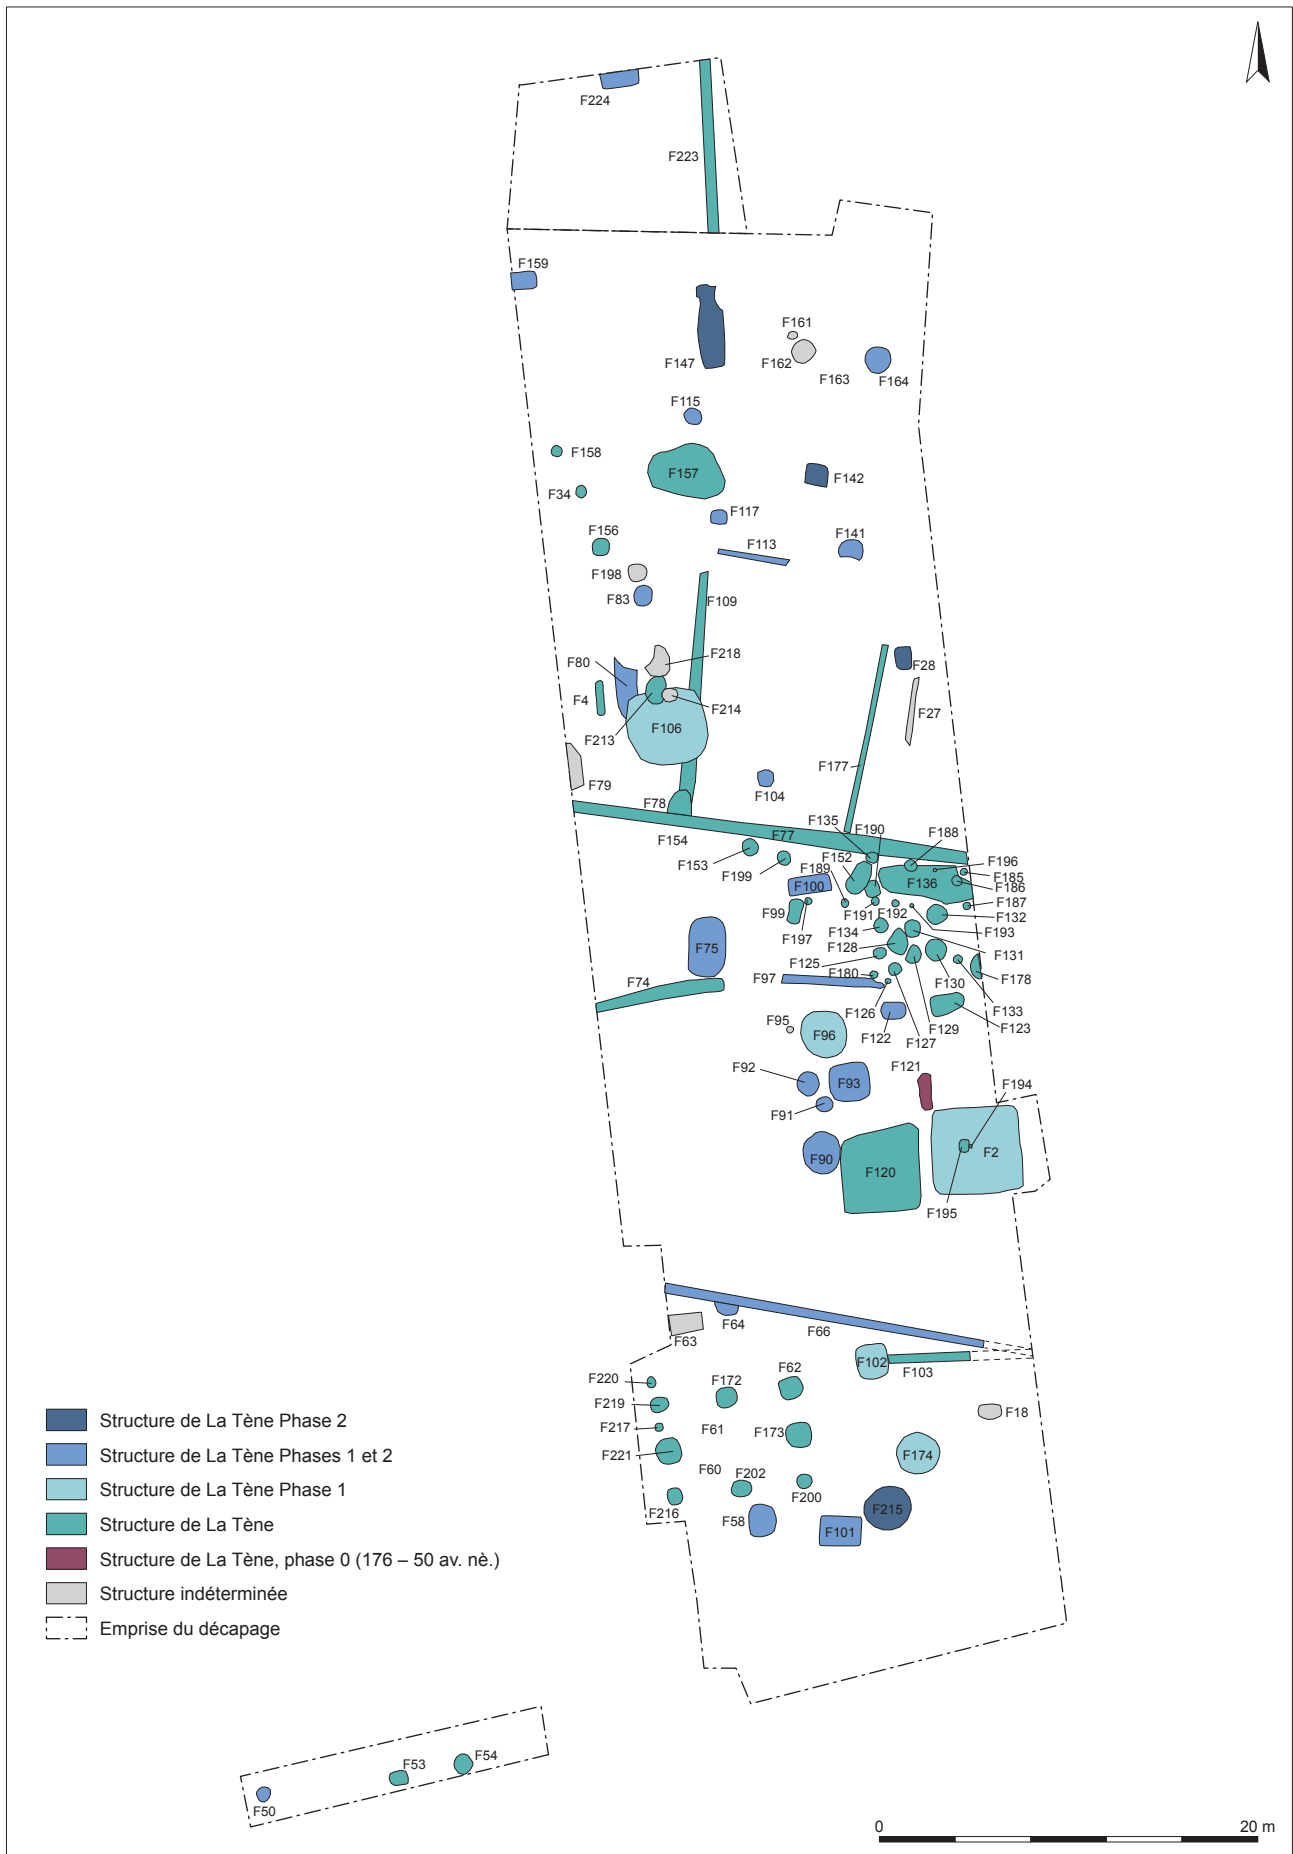 F224
F223
F159
F161
F147
F162
F163
F164
F115
F158
F157
F142
F34
F117
F156
F141
F113
F198
F83
F109
F218
F80
F28
F4
F214
F27
F106
F213
F177
F79
F104
F78
F135
F190
F188
F154
F77
F153
F152
F196
F199
F189
F185
F100
F136
F186
F187
F99
F191
F192
F132
F197
F134
F193
F75
F128
F131
F125
F74
F97
F180
F130
F178
F126
F133
F95
F96
F122
F129
F123
F127
F92
F93
F121
F194
F91
F90
F120
F2
F195
F64
F66
F63
F102
F103
F220
F172
F62
F219
F18
F217
F61
F173
F221
F174
F60
F202
F200
F216
F58
F101
F215
Structure de La Tène Phase 2
Structure de La Tène Phases 1 et 2
Structure de La Tène Phase 1
Structure de La Tène
Structure de La Tène, phase 0 (176 – 50 av. nè.)
Structure indéterminée
Emprise du décapage
F54
F53
F50
0
20 m